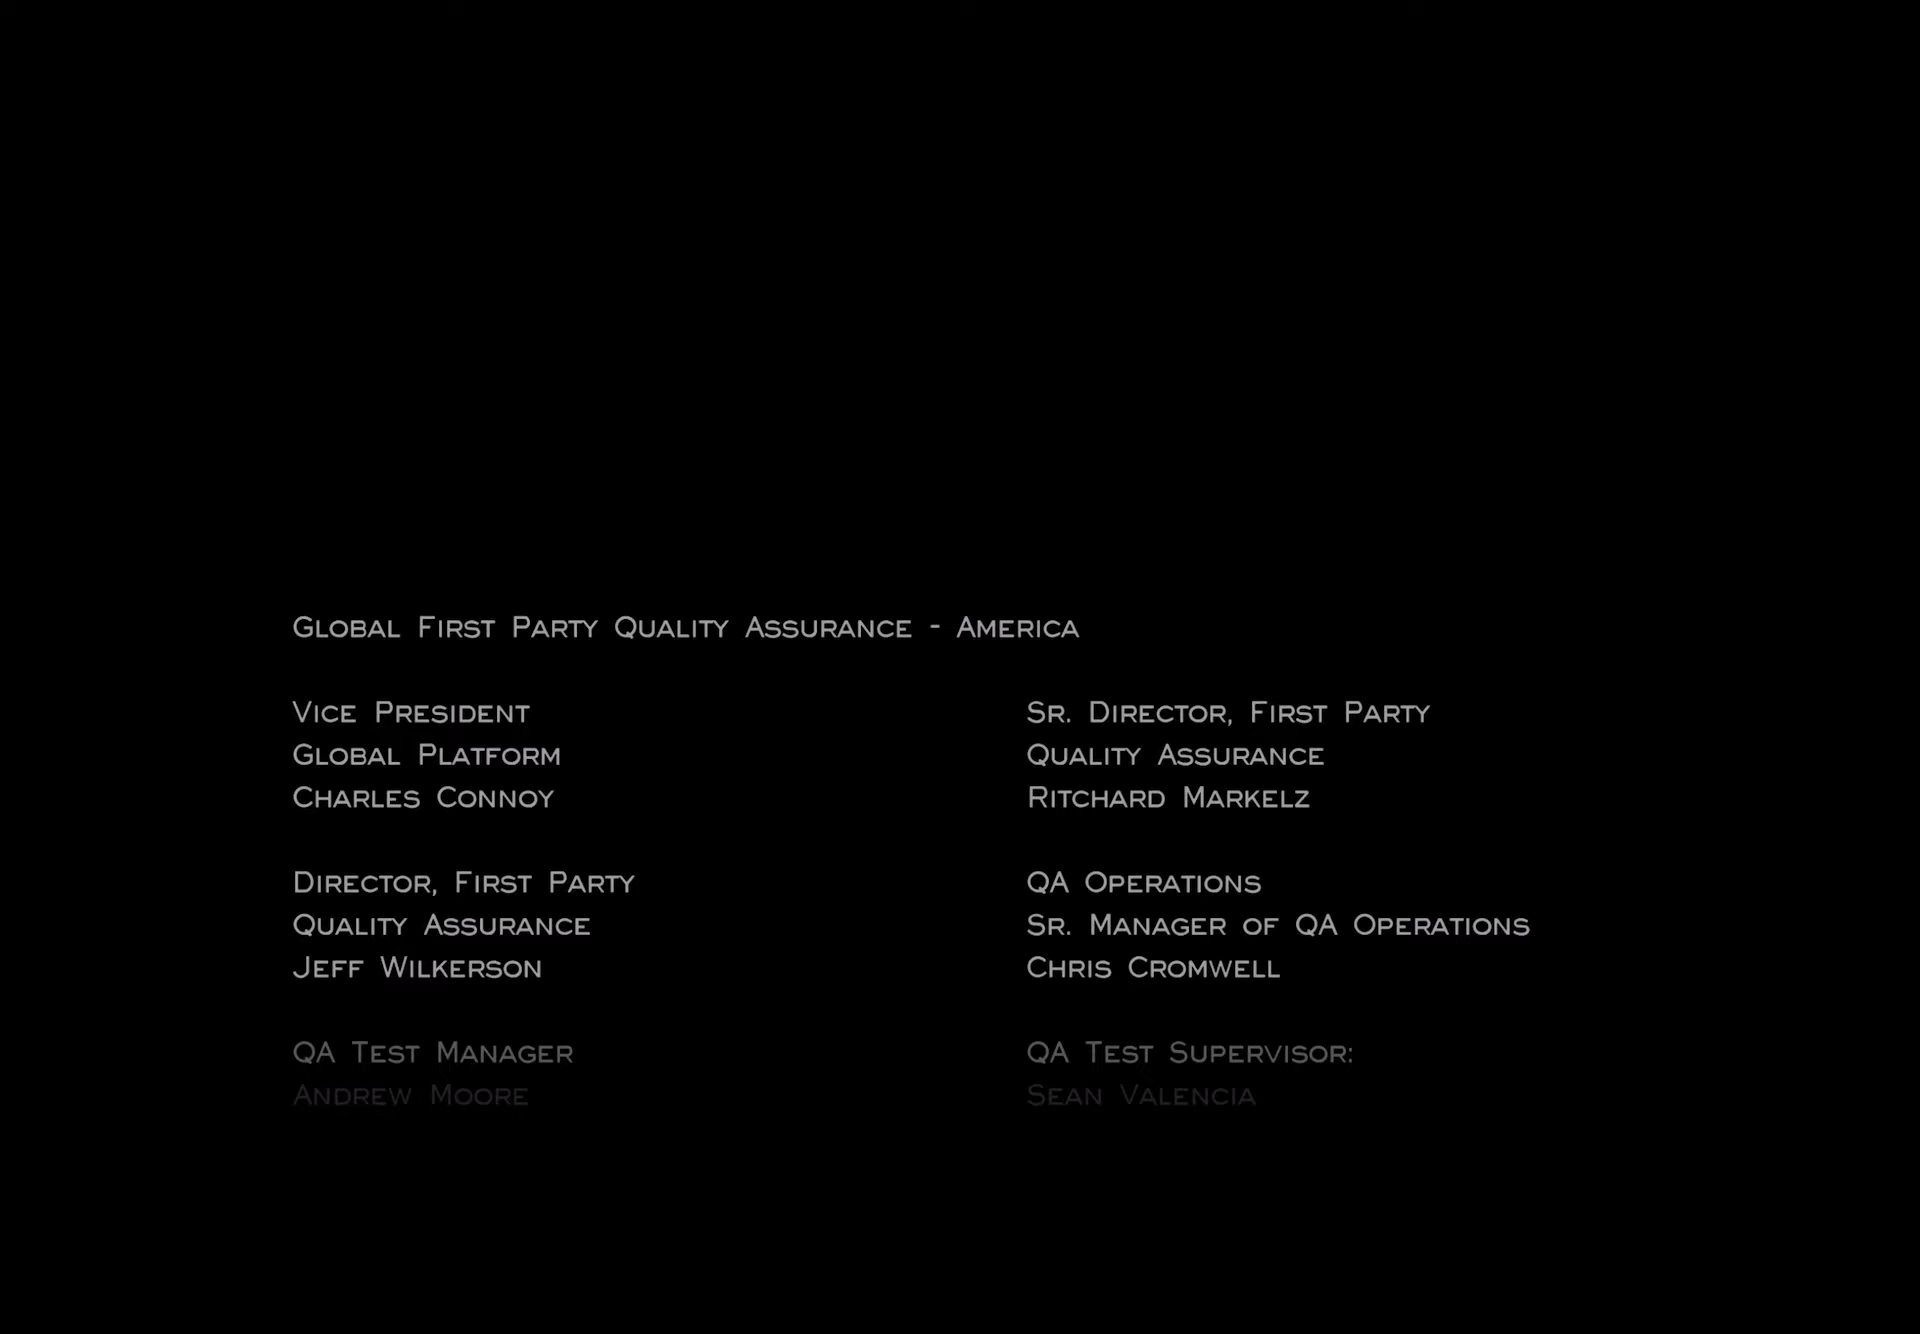 Global First Party Quality Assurance - America
Vice President
Global Platform
Charles Connoy
Sr. Director, First Party
Quality Assurance
Ritchard Markelz
Director, First Party
Quality Assurance
Jeff Wilkerson
QA Operations
Sr. Manager of QA Operations
Chris Cromwell
QA Test Manager
Andrew Moore
QA Test Supervisor:
Sean Valencia